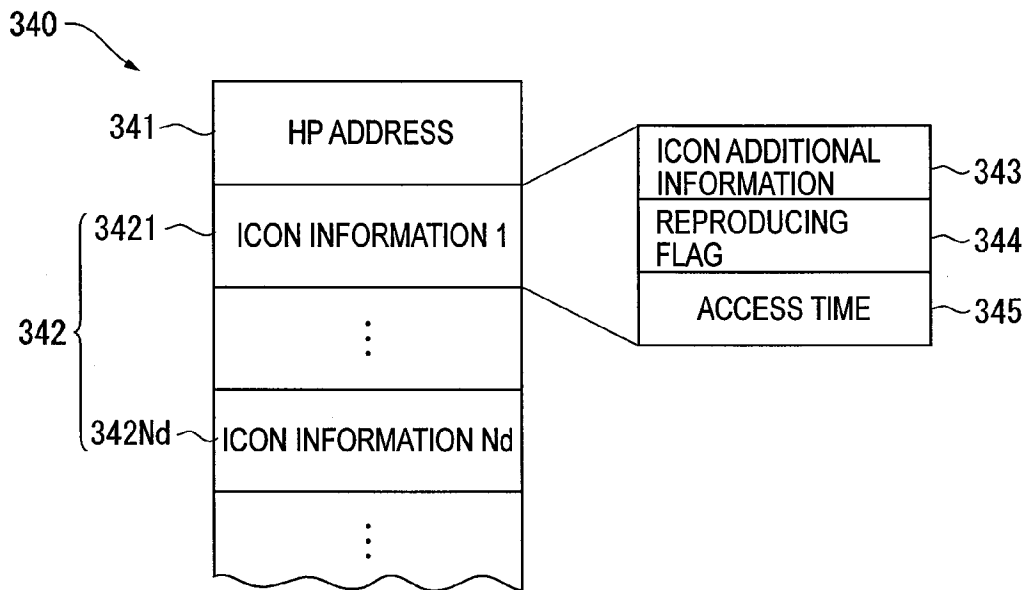 340
341
HP ADDRESS
ICON ADDITIONAL
INFORMATION
343
3421
ICON INFORMATION 1
REPRODUCING
FLAG
344
342
⋮
ACCESS TIME
345
342Nd
ICON INFORMATION Nd
⋮